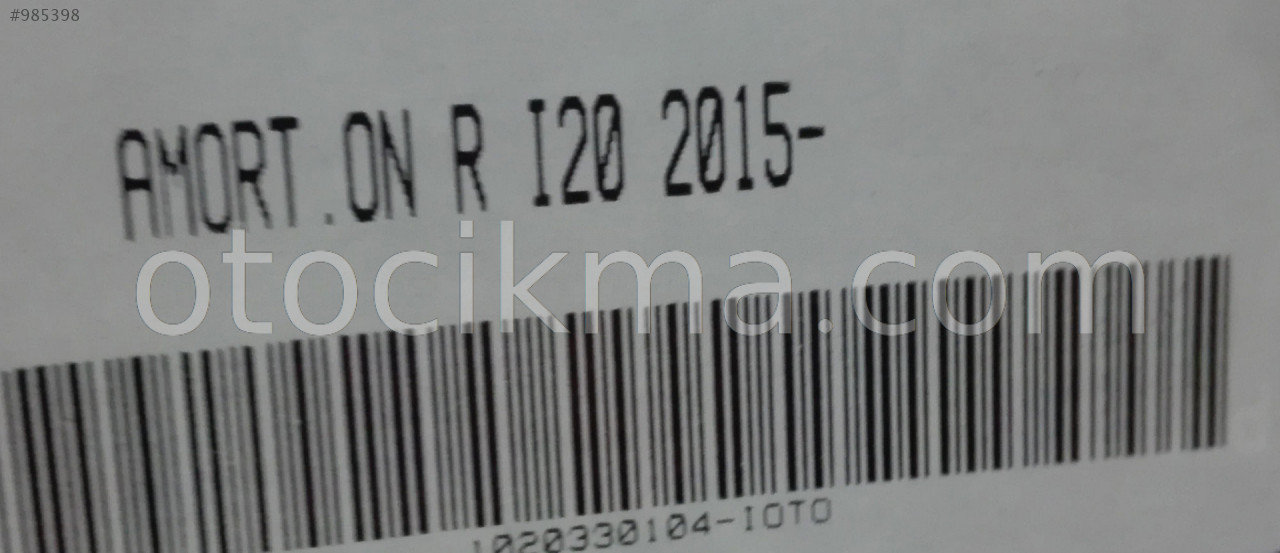 #985398
AMORT.ON R I20 2015-
otocikma.com
1020330104-IOTO